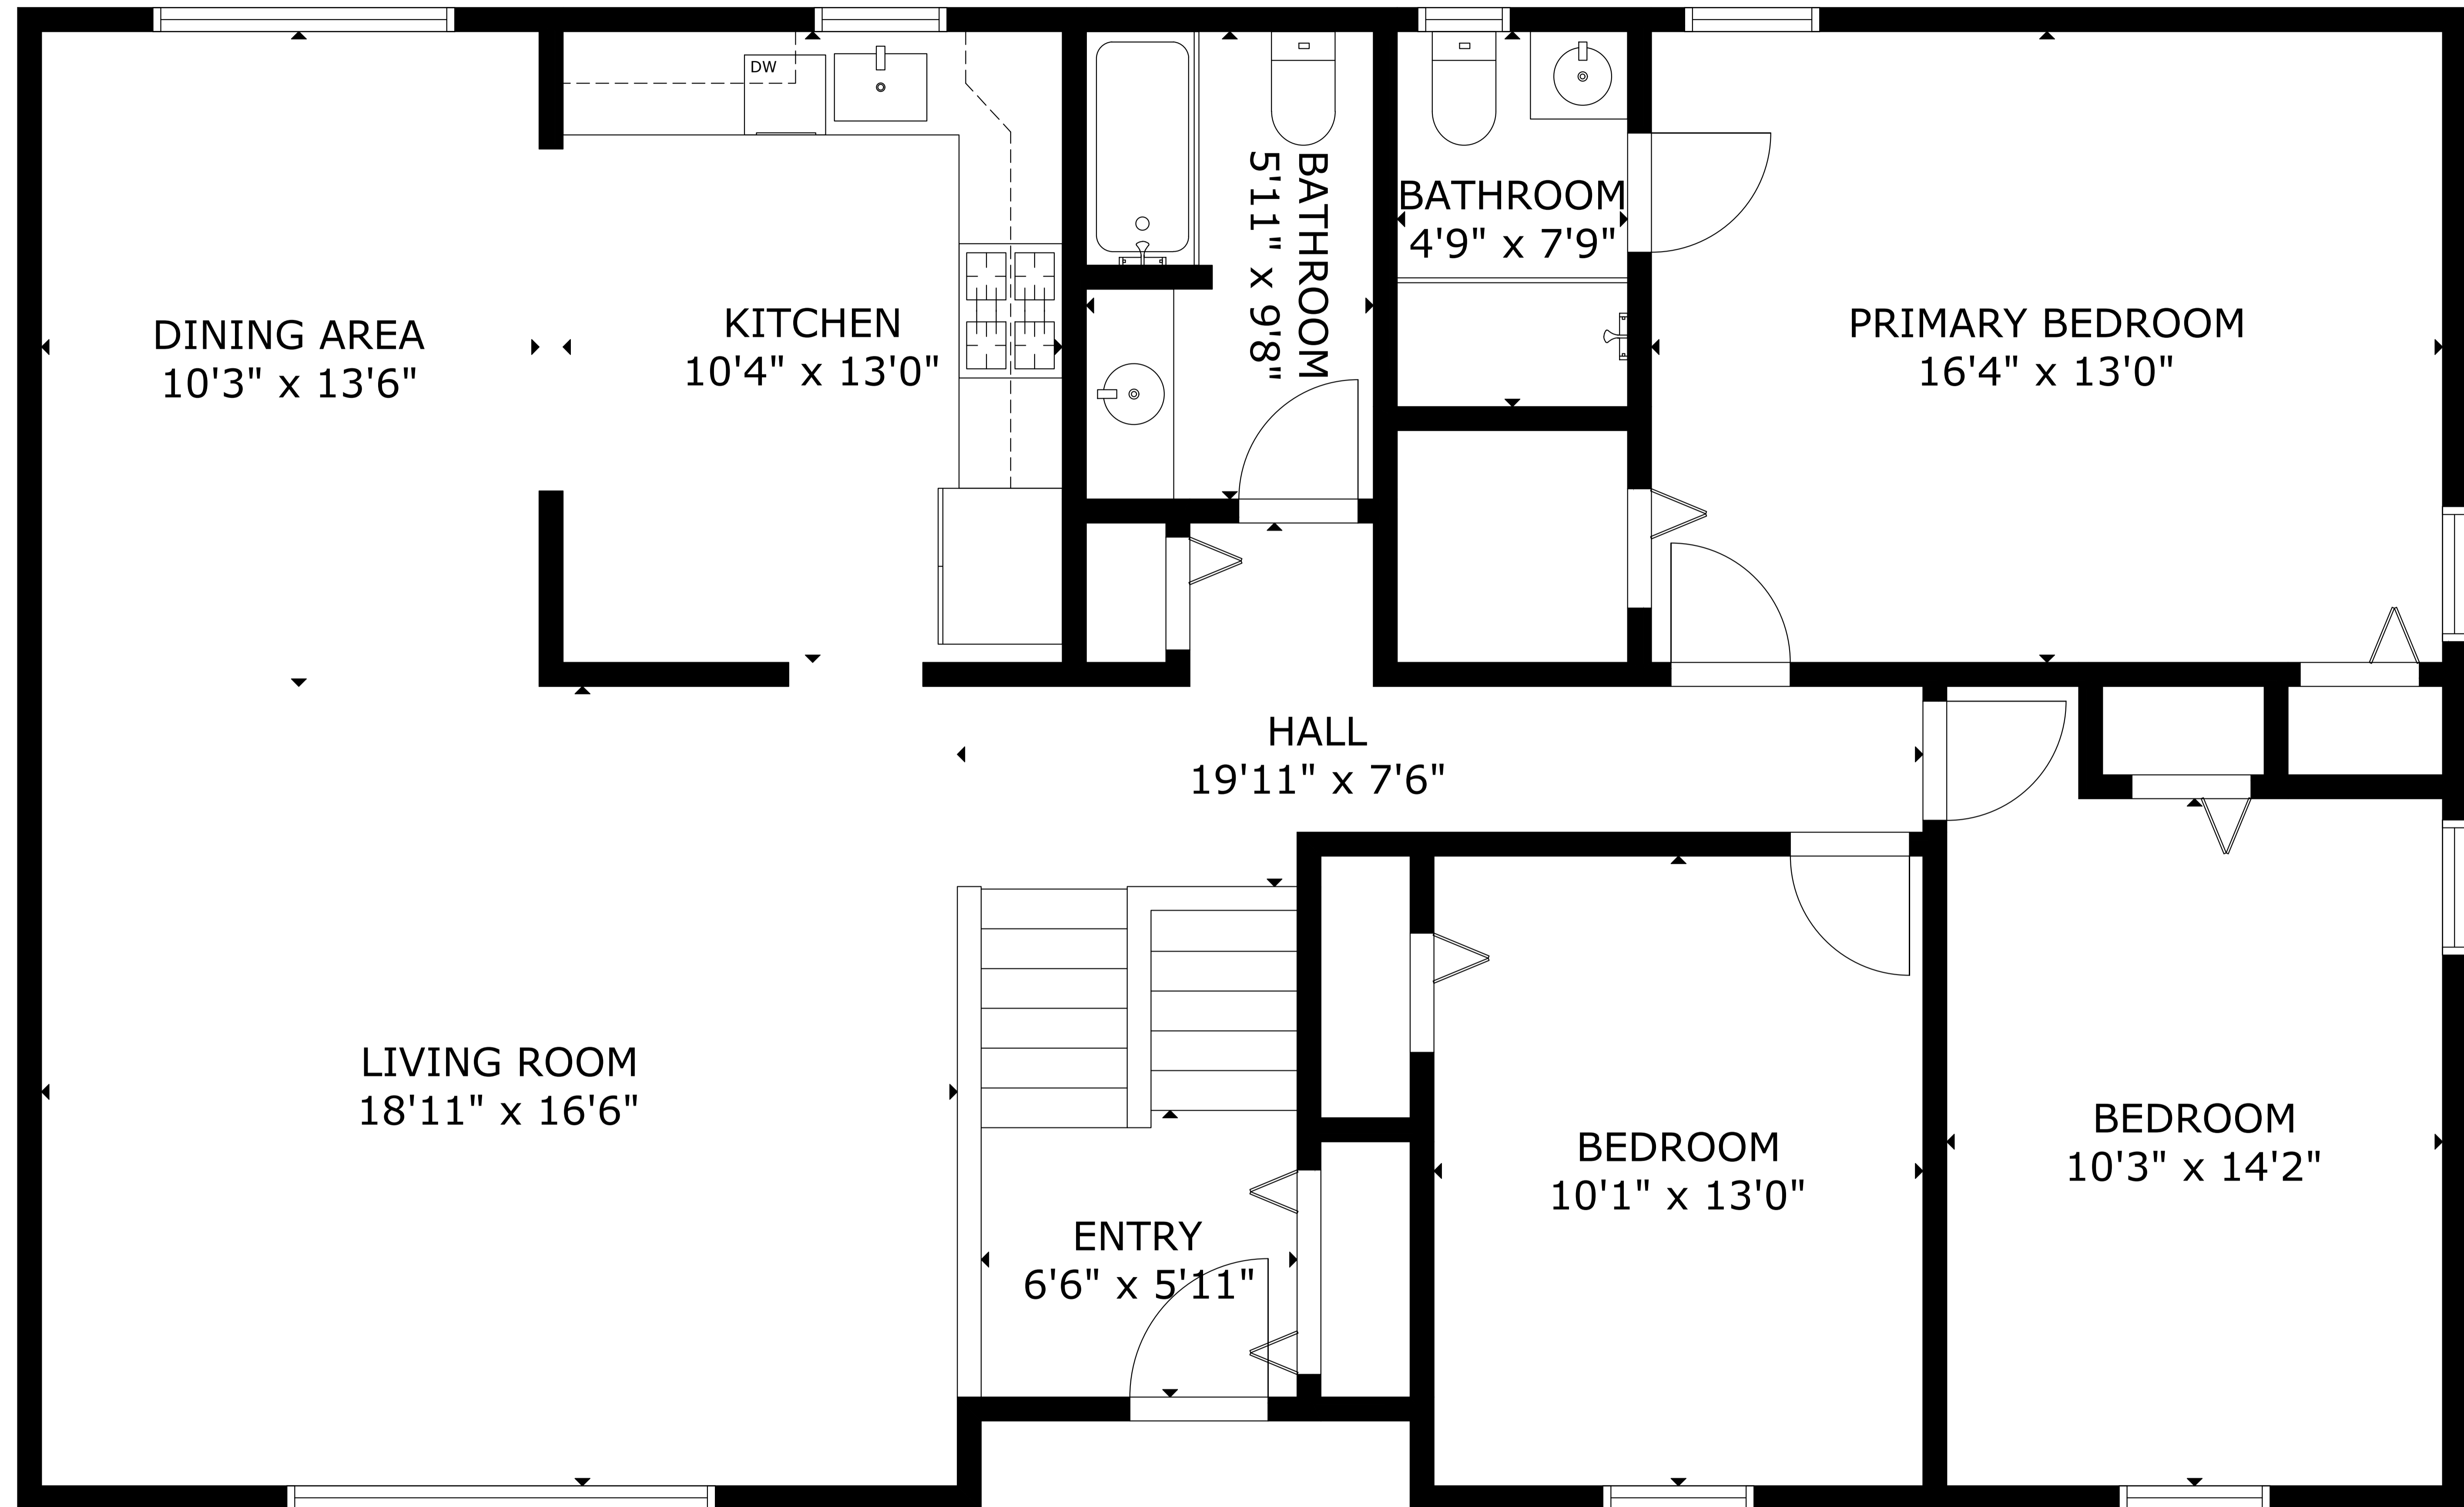 DW
DINING AREA
10'3" x 13'6"
KITCHEN
10'4" x 13'0"
BATHROOM
5'11" x 9'8"
BATHROOM
4'9" x 7'9"
PRIMARY BEDROOM
16'4" x 13'0"
HALL
19'11" x 7'6"
LIVING ROOM
18'11" x 16'6"
ENTRY
6'6" x 5'11"
BEDROOM
10'1" x 13'0"
BEDROOM
10'3" x 14'2"